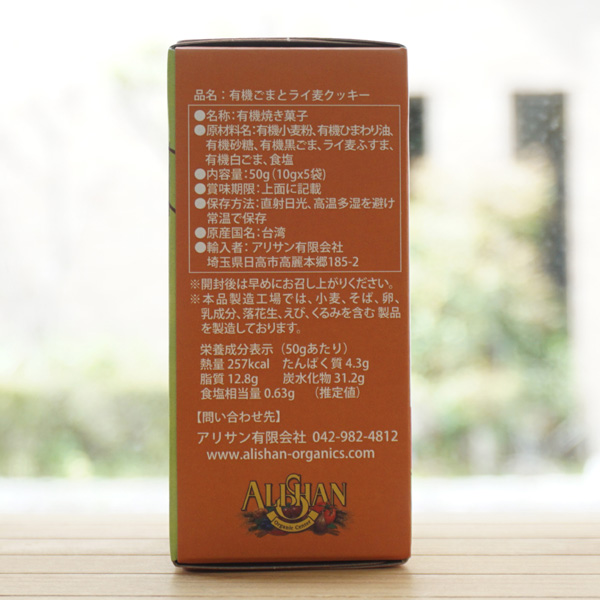 品名：有機ごまとライ麦クッキー
●名称：有機焼き菓子
●原材料名：有機小麦粉、有機ひまわり油、
有機砂糖、有機黒ごま、ライ麦ふすま、
有機白ごま、食塩
●内容量：50g（10gx5袋）
●賞味期限：上面に記載
●保存方法：直射日光、高温多湿を避け
常温で保存
●原産国名：台湾
●輸入者：アリサン有限会社
埼玉県日高市高麗本郷185-2
※開封後は早めにお召し上がりください。
※本品製造工場では、小麦、そば、卵、
乳成分、落花生、えび、くるみを含む 製品
を製造しております。
栄養成分表示（50gあたり）
熱量 257kcal たんぱく質 4.3g
脂質 12.8g 炭水化物 31.2g
食塩相当量 0.63g （推定値）
【問い合わせ先】
アリサン有限会社 042-982-4812
www.alishan-organics.com
ALISHAN
Organic Center